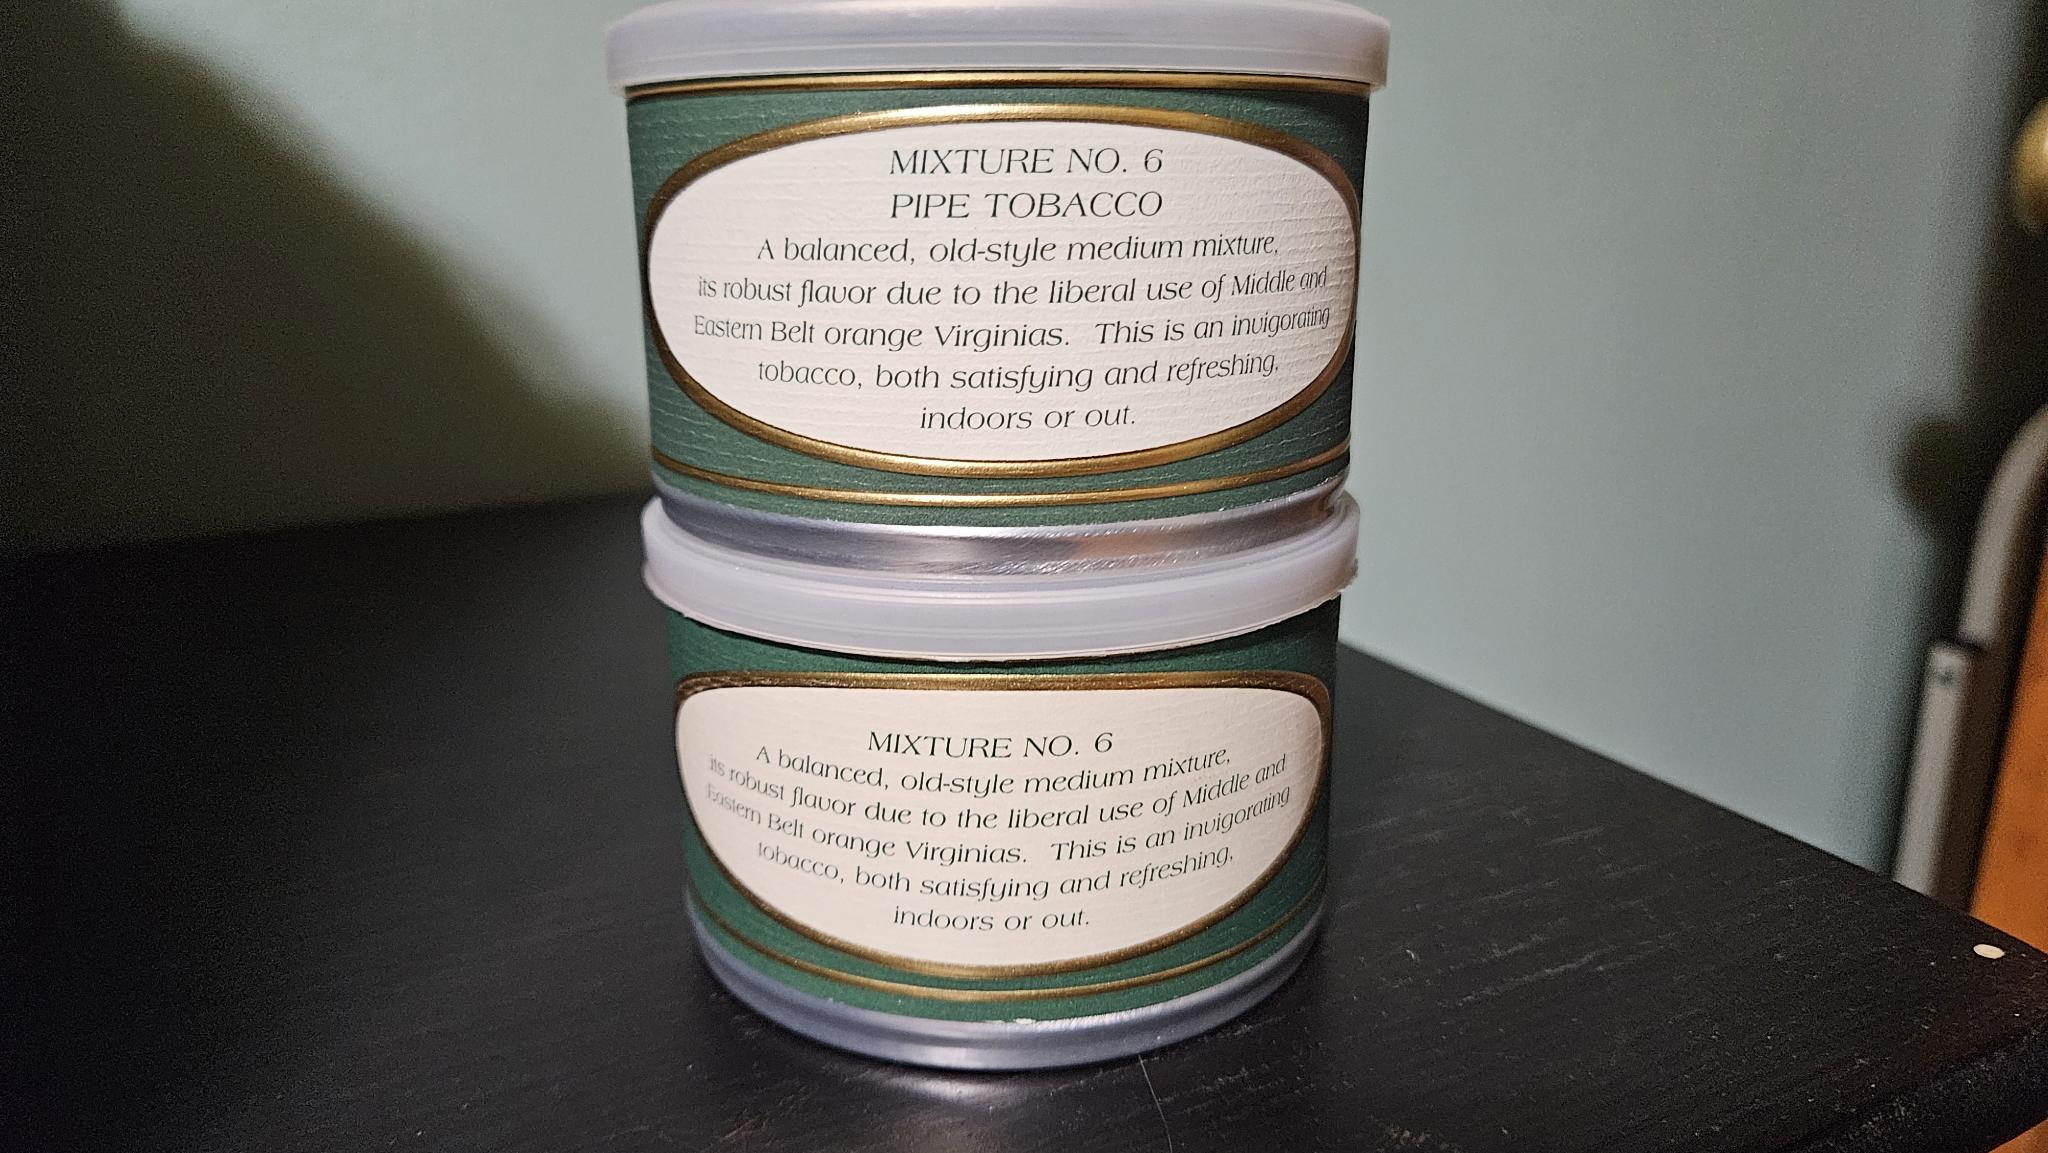 MIXTURE NO. 6
PIPE TOBACCO
A balanced, old-style medium mixture,
its robust flavor due to the liberal use of Middle and
Eastern Belt orange Virginias. This is an invigorating
tobacco, both satisfying and refreshing,
indoors or out.
MIXTURE NO. 6
A balanced, old-style medium mixture,
its robust flavor due to the liberal use of Middle and
Eastern Belt orange Virginias. This is an invigorating
tobacco, both satisfying and refreshing,
indoors or out.